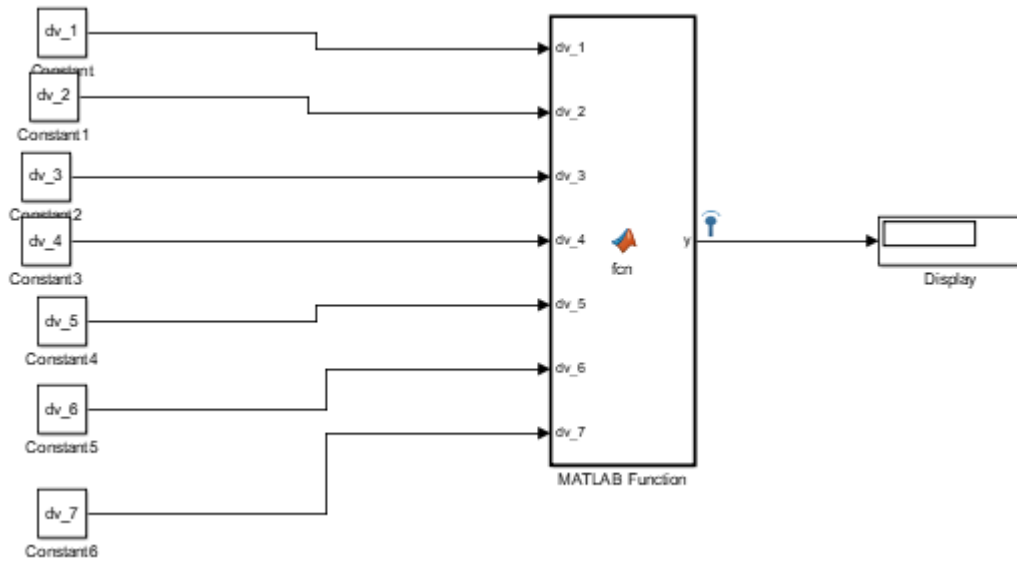 dv_1
Constant
dv_2
Constant1
dv_3
Constant2
dv_4
Constant3
dv_5
Constant4
dv_6
Constant5
dv_7
Constant6
dv_1
dv_2
dv_3
dv_4
dv_5
dv_6
dv_7
fcn
y
MATLAB Function
Display